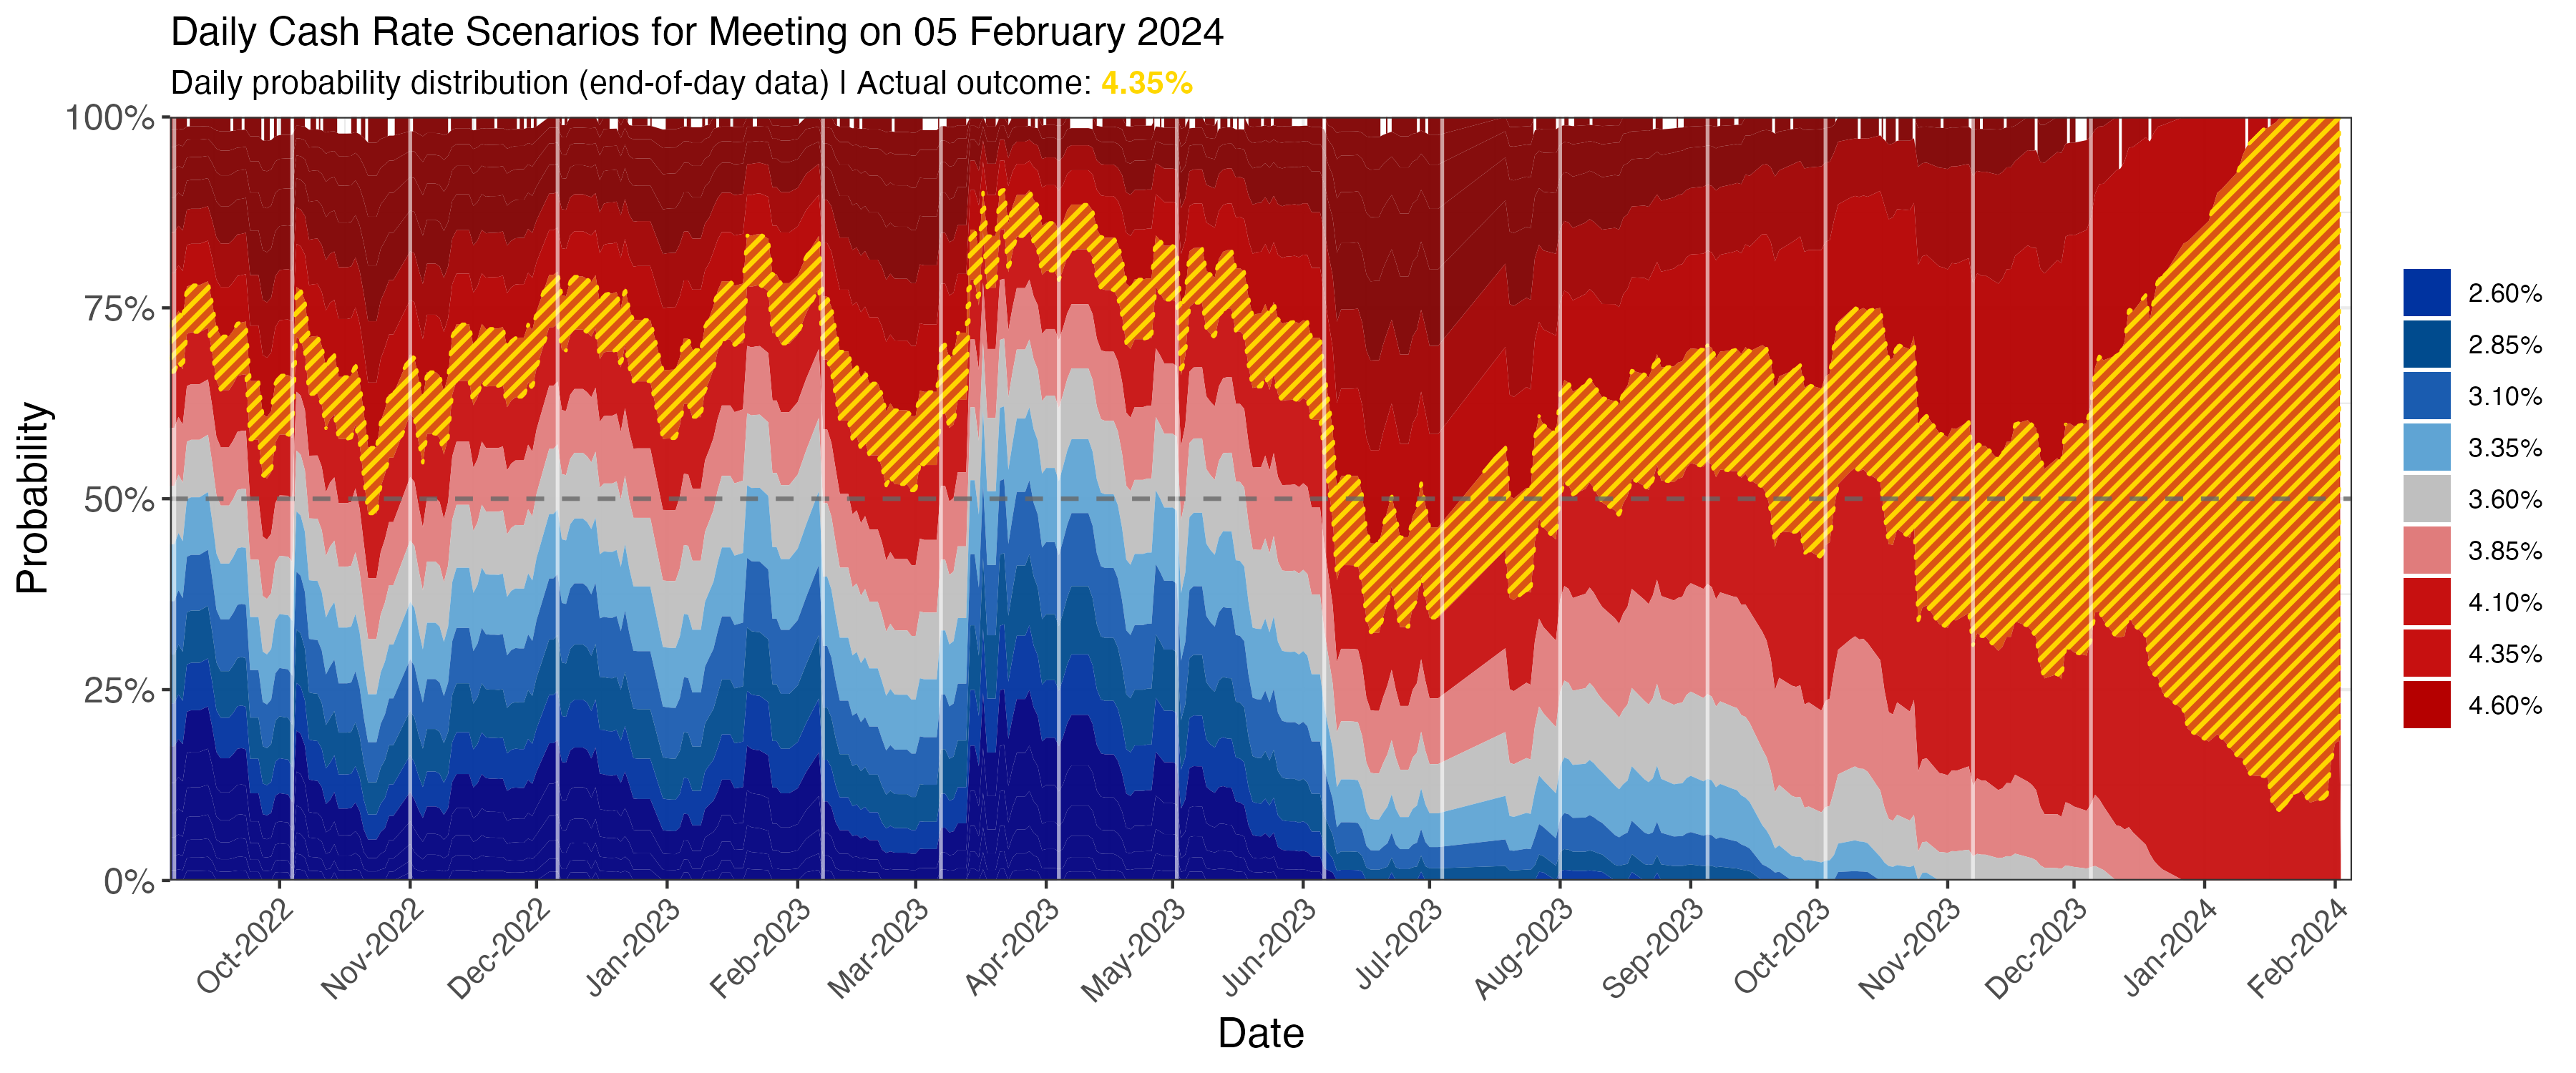 Daily Cash Rate Scenarios for Meeting on 05 February 2024
Daily probability distribution (end-of-day data) | Actual outcome: 4.35%
100%
75%
50%
25%
0%
Probability
Oct-2022
Nov-2022
Dec-2022
Jan-2023
Feb-2023
Mar-2023
Apr-2023
May-2023
Jun-2023
Jul-2023
Aug-2023
Sep-2023
Oct-2023
Nov-2023
Dec-2023
Jan-2024
Feb-2024
Date
2.60%
2.85%
3.10%
3.35%
3.60%
3.85%
4.10%
4.35%
4.60%